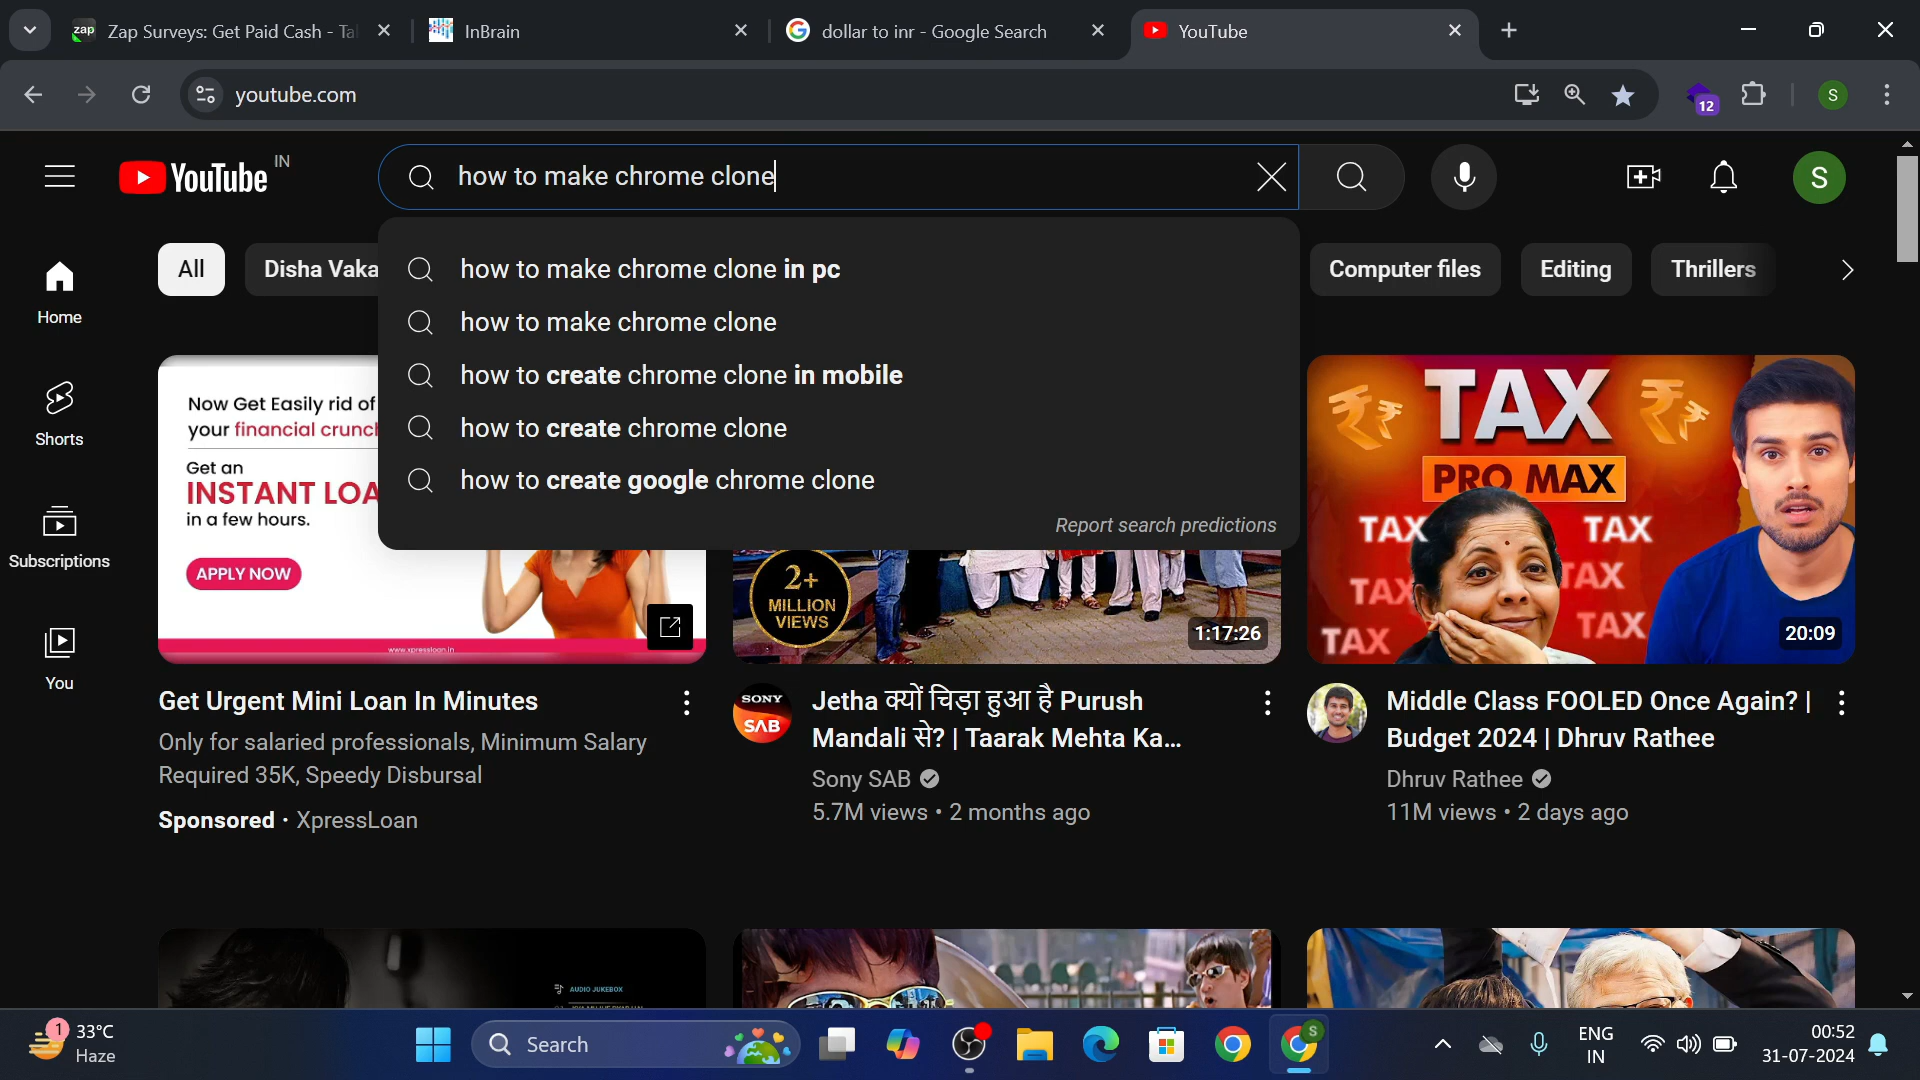 zap Zap Surveys: Get Paid Cash - Ta
InBrain
dollar to inr - Google Search
YouTube
youtube.com
12
S
YouTube IN
how to make chrome clone
S
All
Disha Vaka
Computer files
Editing
Thrillers
how to make chrome clone in pc
how to make chrome clone
how to create chrome clone in mobile
how to create chrome clone
how to create google chrome clone
Report search predictions
Home
Shorts
Subscriptions
You
Now Get Easily rid of
your financial crunch
Get an
INSTANT LOA
in a few hours.
APPLY NOW
www.xpressloan.in
2+
MILLION
VIEWS
1:17:26
TAX
PRO MAX
TAX
TAX
TAX
TAX
TAX
TAX
20:09
Get Urgent Mini Loan In Minutes
Only for salaried professionals, Minimum Salary
Required 35K, Speedy Disbursal
Sponsored · XpressLoan
SONY
SAB
Jetha क्यों चिड़ा हुआ है Purush
Mandali से? | Taarak Mehta Ka...
Sony SAB
5.7M views • 2 months ago
Middle Class FOOLED Once Again? |
Budget 2024 | Dhruv Rathee
Dhruv Rathee
11M views • 2 days ago
AUDIO JUKEBOX
1
33°C
Haze
Search
S
ENG
IN
00:52
31-07-2024